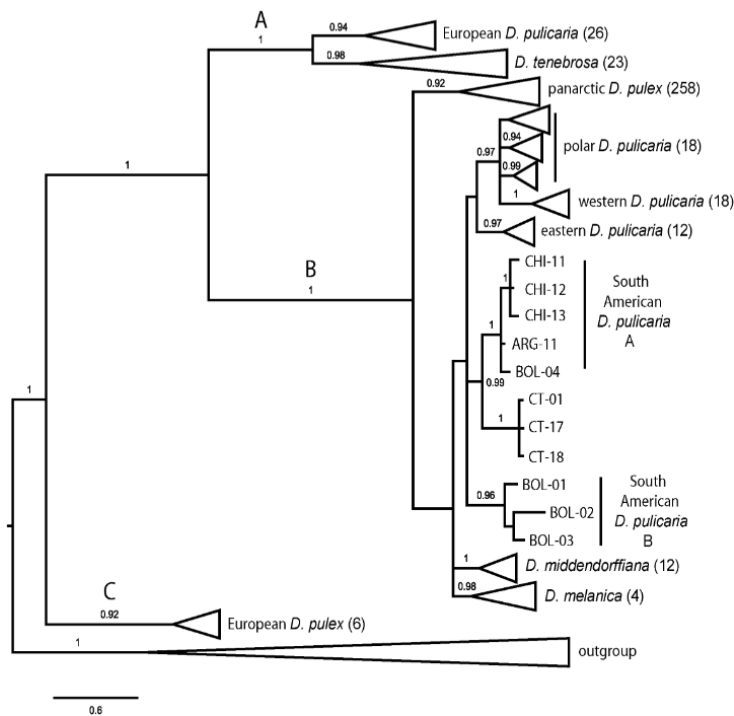 A
1
0.94
European D. pulicaria (26)
0.98
D. tenebrosa (23)
0.92
panarctic D. pulex (258)
0.97
0.94
0.99
polar D. pulicaria (18)
1
1
western D. pulicaria (18)
0.97
eastern D. pulicaria (12)
B
1
CHI-11
1
CHI-12
CHI-13
1
ARG-11
BOL-04
South
American
D. pulicaria
A
0.99
CT-01
1
CT-17
CT-18
1
0.96
BOL-01
BOL-02
BOL-03
South
American
D. pulicaria
B
1
D. middendorffiana (12)
0.98
D. melanica (4)
C
0.92
European D. pulex (6)
1
outgroup
0.6